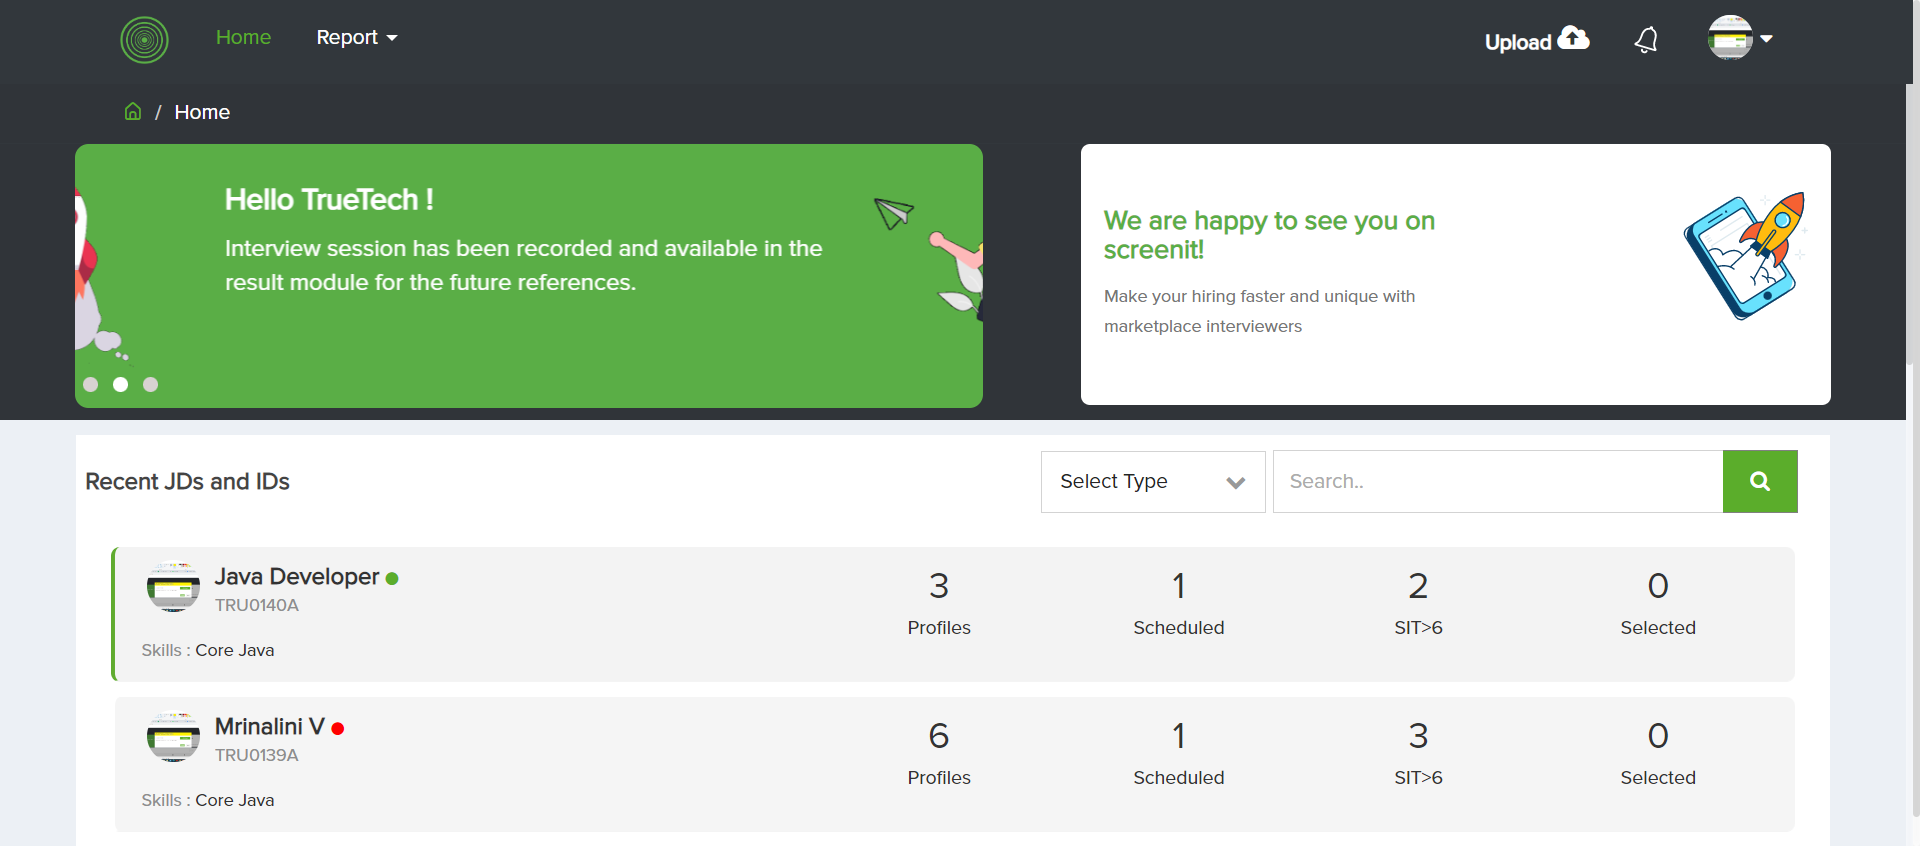 Home
Report
Upload
/ Home
Hello TrueTech !
Interview session has been recorded and available in the
result module for the future references.
We are happy to see you on
screenit!
Make your hiring faster and unique with
marketplace interviewers
Recent JDs and IDs
Select Type
Search..
Java Developer
TRU0140A
Skills : Core Java
3
Profiles
1
Scheduled
2
SIT>6
0
Selected
Mrinalini V
TRU0139A
Skills : Core Java
6
Profiles
1
Scheduled
3
SIT>6
0
Selected